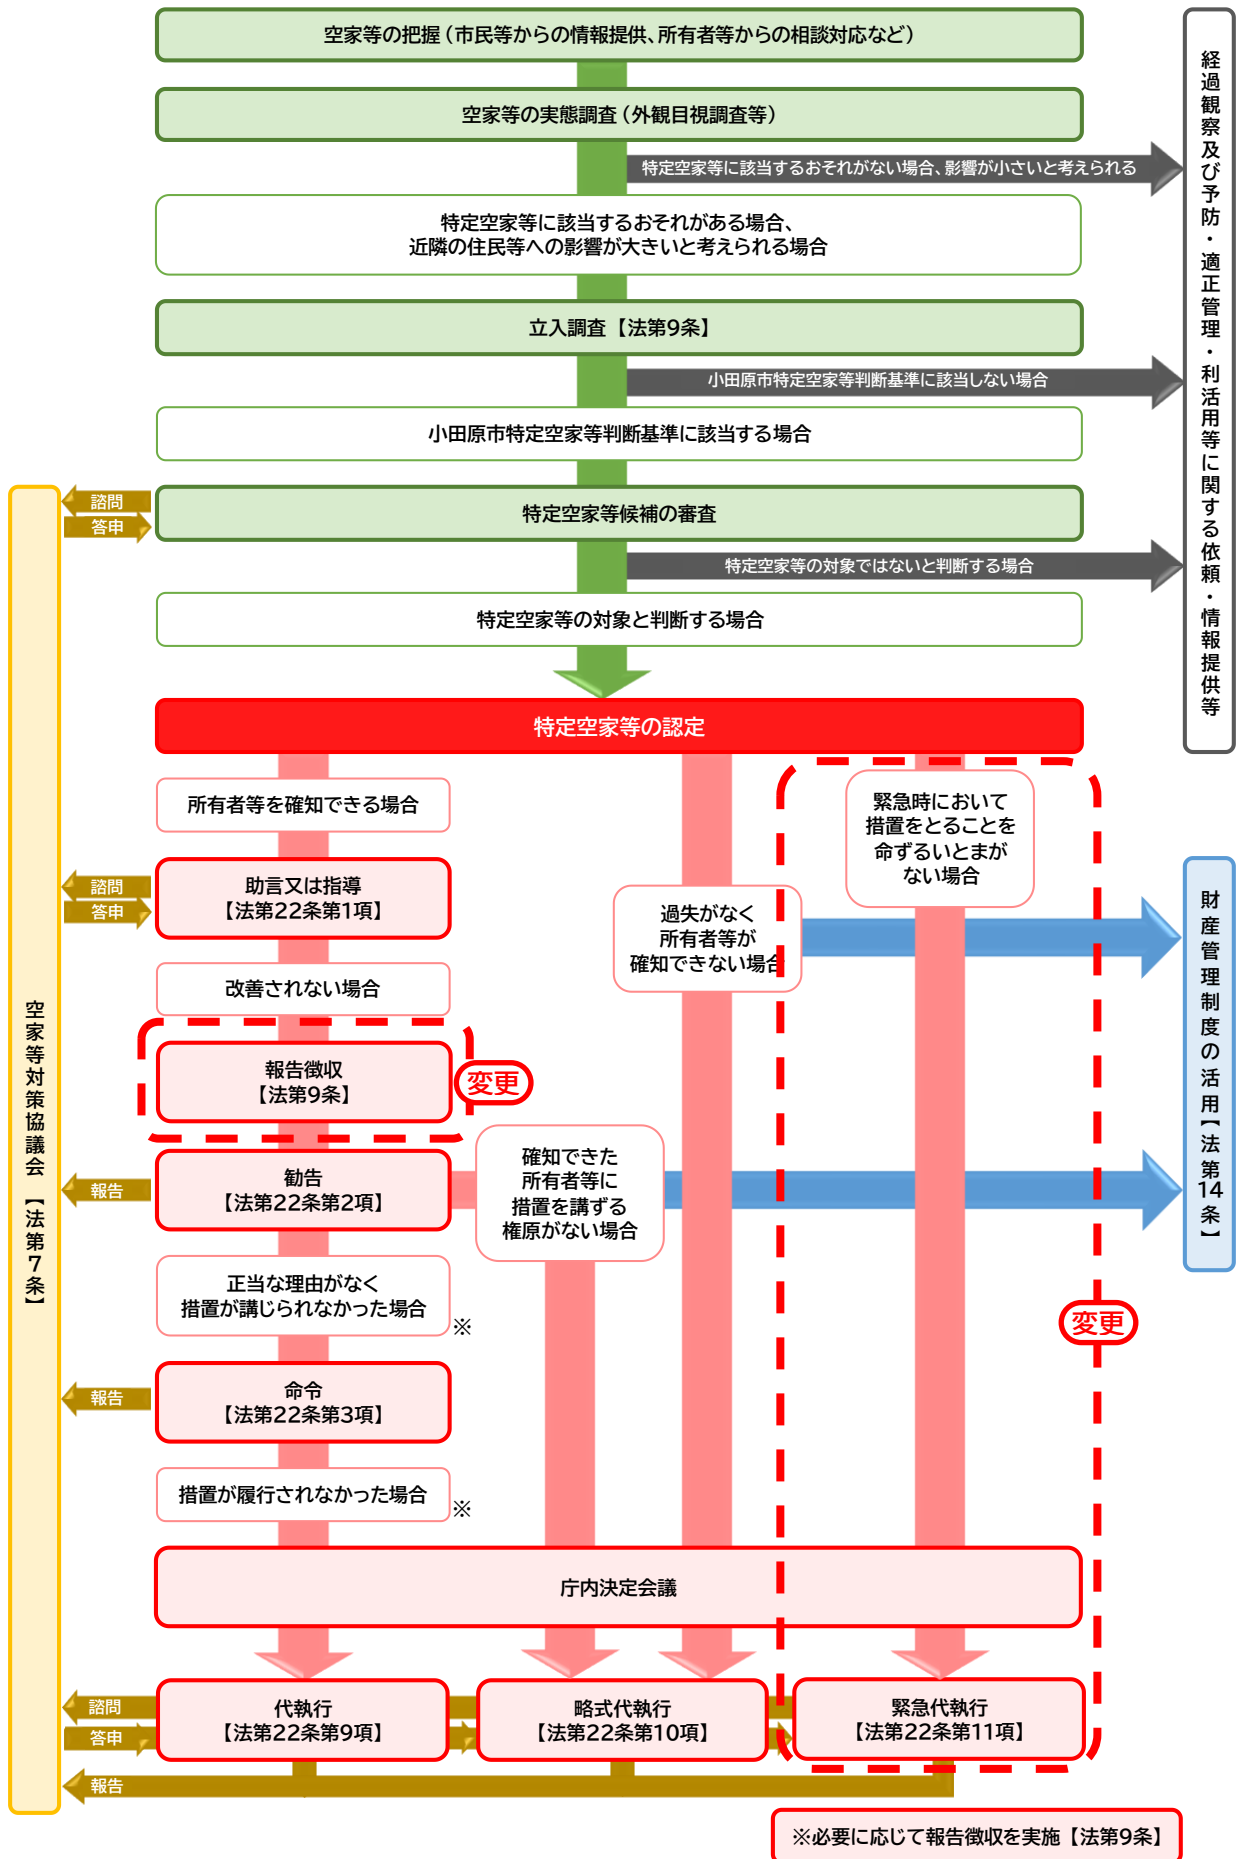 空家等の把握（市民等からの情報提供、所有者等からの相談対応など）
空家等の実態調査（外観目視調査等）
特定空家等に該当するおそれがない場合、影響が小さいと考えられる
特定空家等に該当するおそれがある場合、
近隣の住民等への影響が大きいと考えられる場合
立入調査【法第9条】
小田原市特定空家等判断基準に該当しない場合
小田原市特定空家等判断基準に該当する場合
諮問
答申
特定空家等候補の審査
特定空家等の対象ではないと判断する場合
特定空家等の対象と判断する場合
経過観察及び予防・適正管理・利活用等に関する依頼・情報提供等
特定空家等の認定
所有者等を確知できる場合
緊急時において
措置をとることを
命ずるいとまが
ない場合
諮問
答申
助言又は指導
【法第22条第1項】
過失がなく
所有者等が
確知できない場合
財産管理制度の活用【法第14条】
改善されない場合
報告徴収
【法第9条】
変更
空家等対策協議会【法第7条】
報告
勧告
【法第22条第2項】
確知できた
所有者等に
措置を講ずる
権原がない場合
正当な理由がなく
措置が講じられなかった場合
※
変更
報告
命令
【法第22条第3項】
措置が履行されなかった場合
※
庁内決定会議
諮問
答申
代執行
【法第22条第9項】
略式代執行
【法第22条第10項】
緊急代執行
【法第22条第11項】
報告
※必要に応じて報告徴収を実施【法第9条】